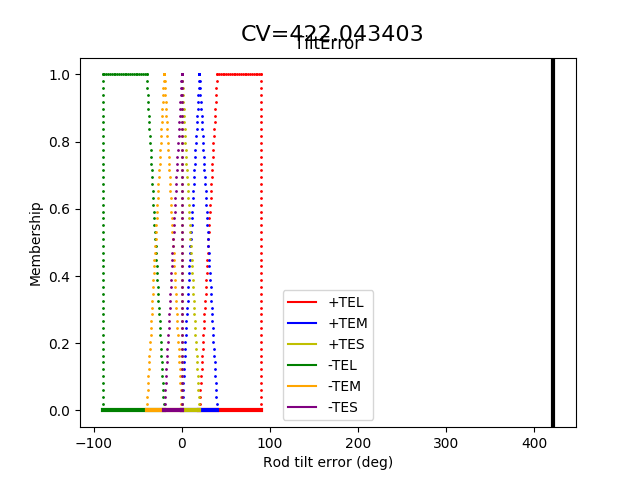 CV=422.043403
TiltError
1.0
0.8
0.6
0.4
0.2
0.0
Membership
+TEL
+TEM
+TES
-TEL
-TEM
-TES
−100 0 100 200 300 400
Rod tilt error (deg)